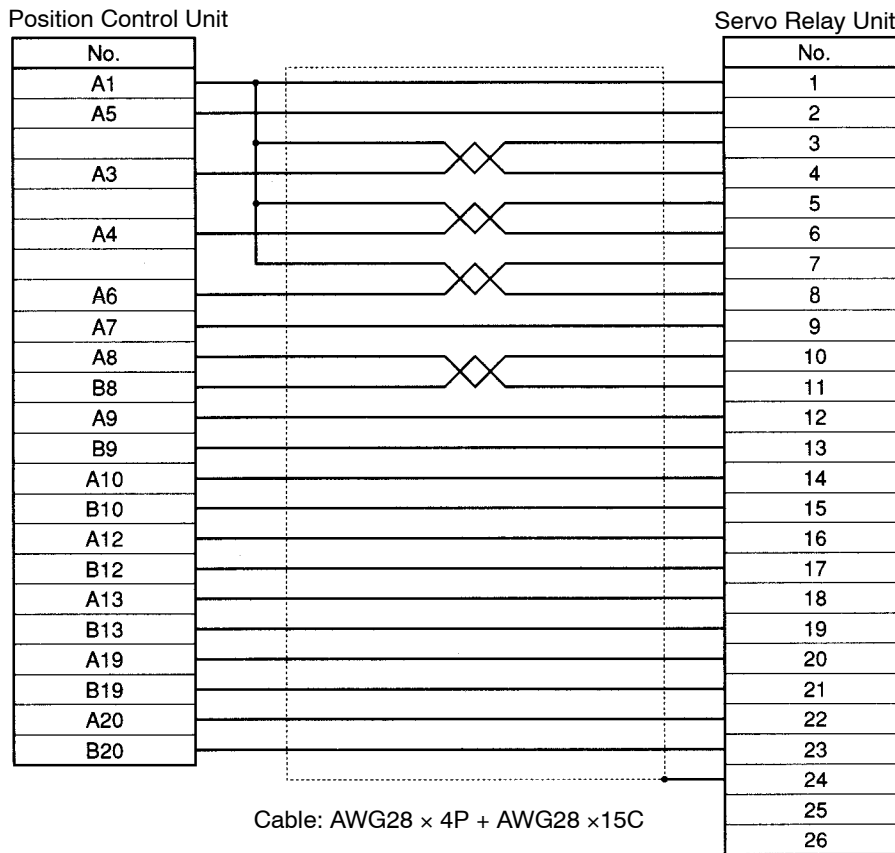 Position Control Unit Servo Relay Unit
No. No.
A1 1
A5 2
3
A3 4
5
A4 6
7
A6 8
A7 9
A8 10
B8 11
A9 12
B9 13
A10 14
B10 15
A12 16
B12 17
A13 18
B13 19
A19 20
B19 21
A20 22
B20 23
24
25
26
Cable: AWG28 × 4P + AWG28 ×15C